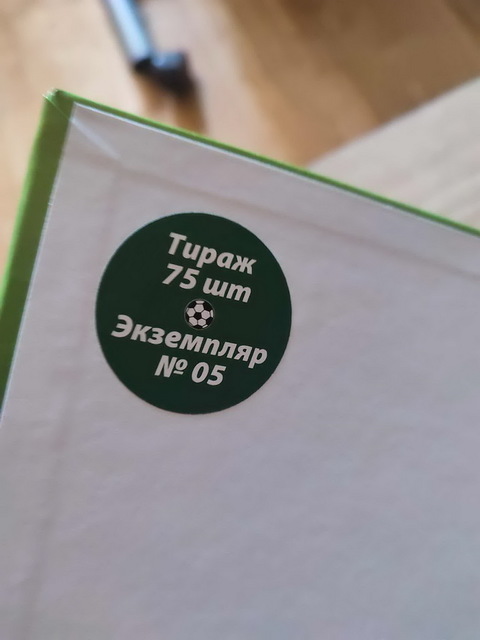 Тираж
75 шт
Экземпляр
№ 05